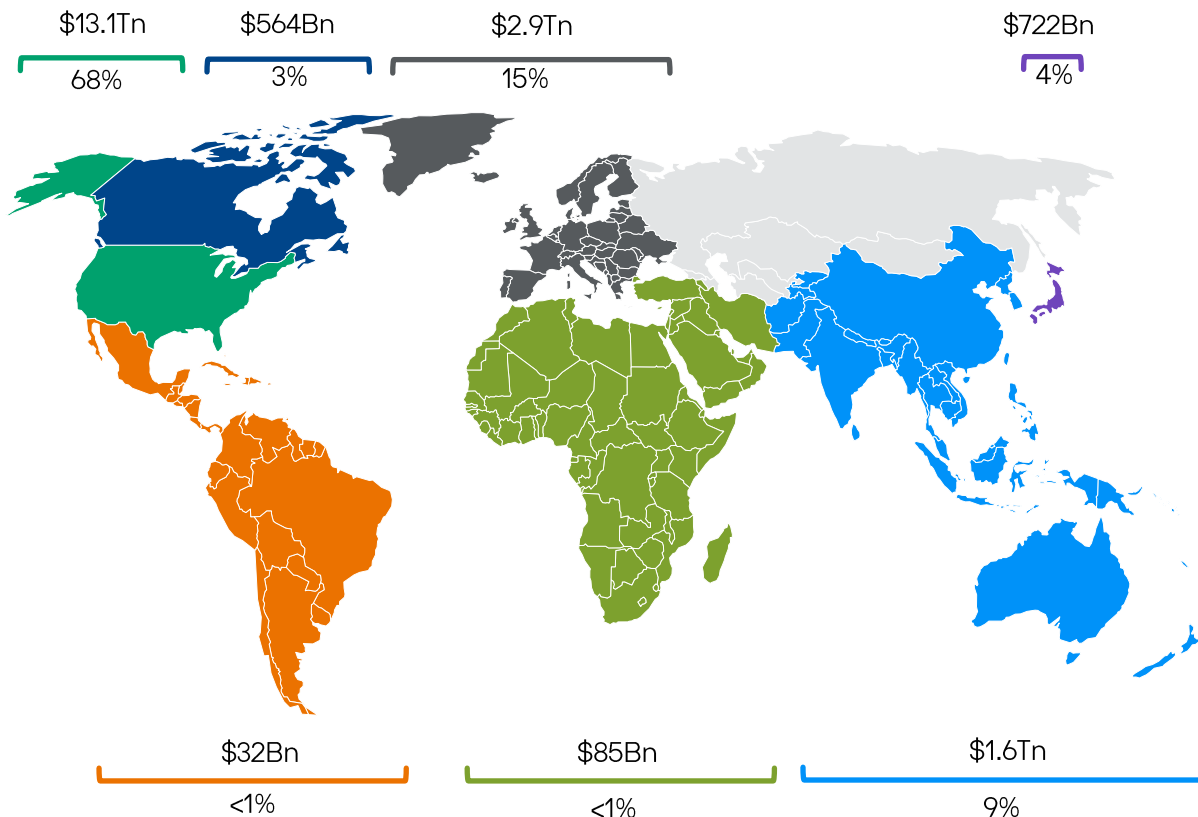 $13.1Tn
68%
$564Bn
3%
$2.9Tn
15%
$722Bn
4%
$32Bn
<1%
$85Bn
<1%
$1.6Tn
9%